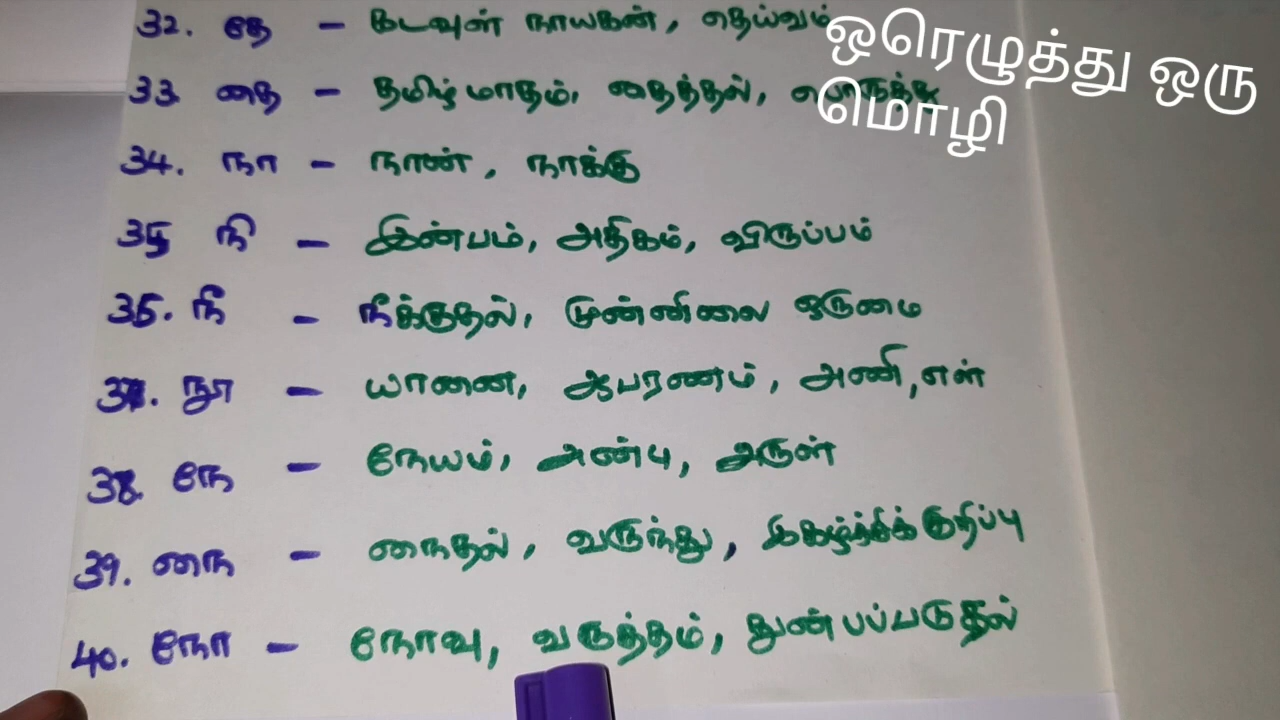 32. தே - கடவுள் நாயகன், தெய்வம்
ஓரெழுத்து ஒரு
மொழி
33 தை - தமிழ் மாதம், தைத்தல், பொருத்து
34. நா - நாண், நாக்கு
35 நி - இன்பம், அதிகம், விருப்பம்
36. நீ - நீக்குதல், முன்னிலை ஒருமை
37. நூ - யானை, ஆபரணம், அணி, எள்
38 நே - நேயம், அன்பு, அருள்
39. நை - நைதல், வருந்து, இகழ்ச்சிக்குறிப்பு
40. நோ - நோவு, வருத்தம், துன்பப்படுதல்